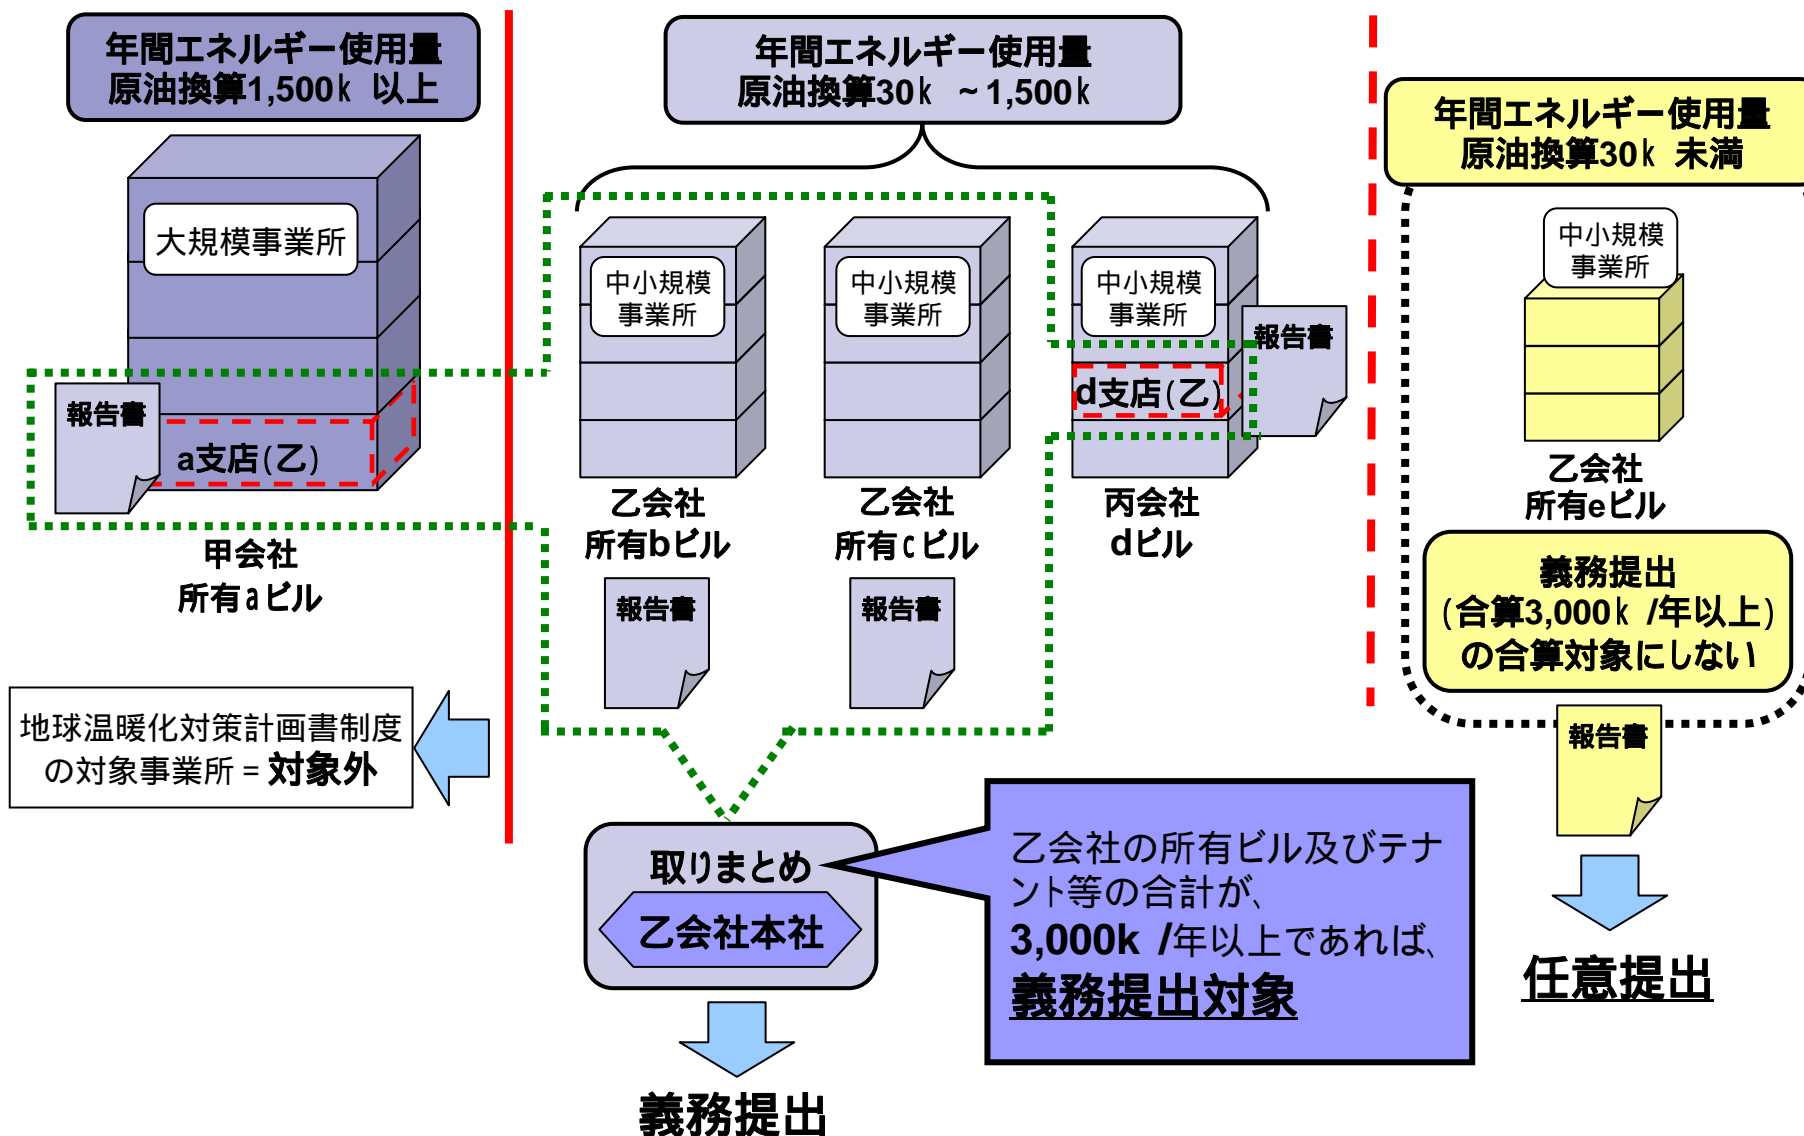 年間エネルギー使用量
原油換算1,500k 以上
大規模事業所
報告書
a支店(乙)
甲会社
所有aビル
地球温暖化対策計画書制度
の対象事業所 = 対象外
年間エネルギー使用量
原油換算30k ~1,500k
中小規模
事業所
乙会社
所有bビル
報告書
中小規模
事業所
乙会社
所有cビル
報告書
中小規模
事業所
報告書
d支店(乙)
丙会社
dビル
取りまとめ
乙会社本社
義務提出
乙会社の所有ビル及びテナ
ント等の合計が、
3,000k /年以上であれば、
義務提出対象
年間エネルギー使用量
原油換算30k 未満
中小規模
事業所
乙会社
所有eビル
義務提出
(合算3,000k /年以上)
の合算対象にしない
報告書
任意提出